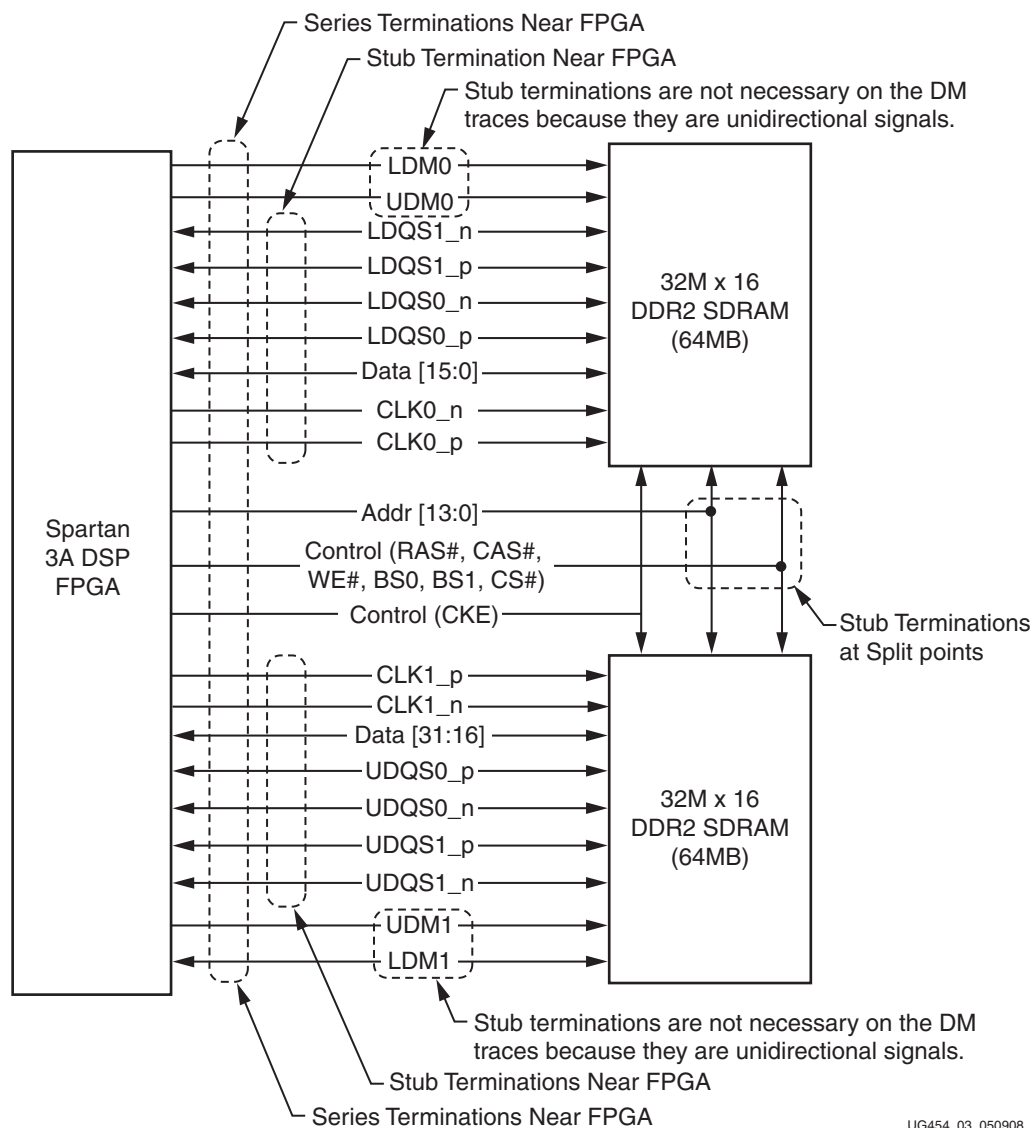 Series Terminations Near FPGA
Stub Termination Near FPGA
Stub terminations are not necessary on the DM
traces because they are unidirectional signals.
LDM0
UDM0
LDQS1_n
LDQS1_p
LDQS0_n
LDQS0_p
Data [15:0]
CLK0_n
CLK0_p
32M x 16
DDR2 SDRAM
(64MB)
Spartan
3A DSP
FPGA
Addr [13:0]
Control (RAS#, CAS#,
WE#, BS0, BS1, CS#)
Control (CKE)
Stub Terminations
at Split points
CLK1_p
CLK1_n
Data [31:16]
UDQS0_p
UDQS0_n
UDQS1_p
UDQS1_n
UDM1
LDM1
32M x 16
DDR2 SDRAM
(64MB)
Stub terminations are not necessary on the DM
traces because they are unidirectional signals.
Stub Terminations Near FPGA
Series Terminations Near FPGA
UG454_03_050908